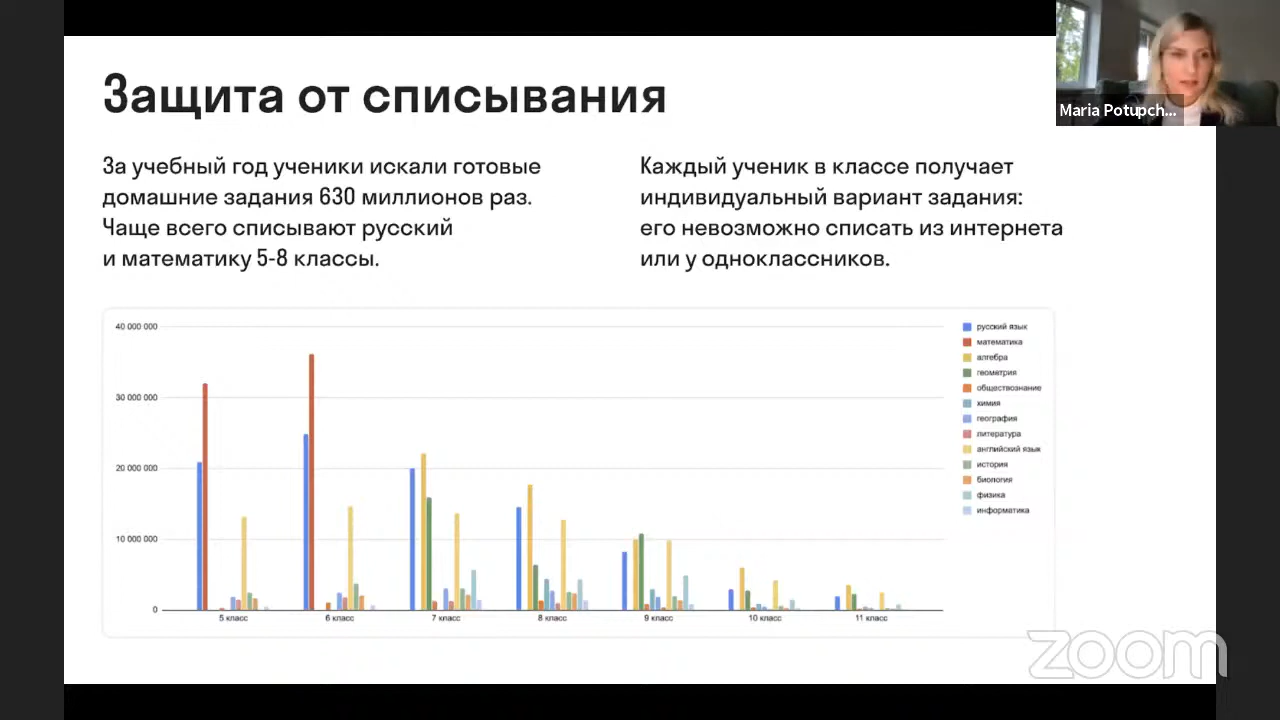 Защита от списывания
Maria Potupch...
За учебный год ученики искали готовые
домашние задания 630 миллионов раз.
Чаще всего списывают русский
и математику 5-8 классы.
Каждый ученик в классе получает
индивидуальный вариант задания:
его невозможно списать из интернета
или у одноклассников.
40 000 000
30 000 000
20 000 000
10 000 000
0
5 класс
6 класс
7 класс
8 класс
9 класс
10 класс
11 класс
русский язык
математика
алгебра
геометрия
обществознание
химия
география
литература
английский язык
история
биология
физика
информатика
zoom